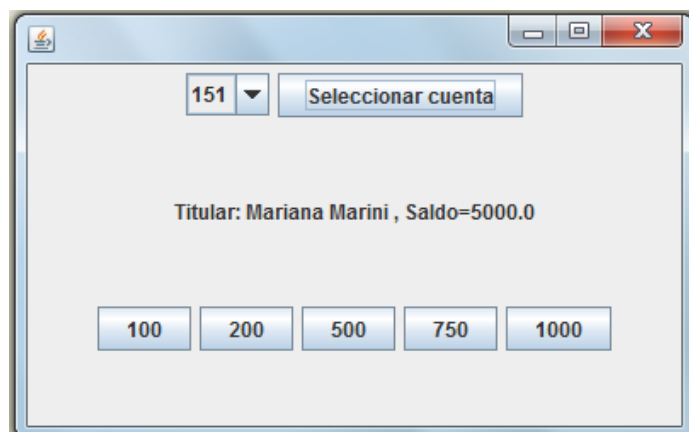 151 Seleccionar cuenta
Titular: Mariana Marini , Saldo=5000.0
100 200 500 750 1000